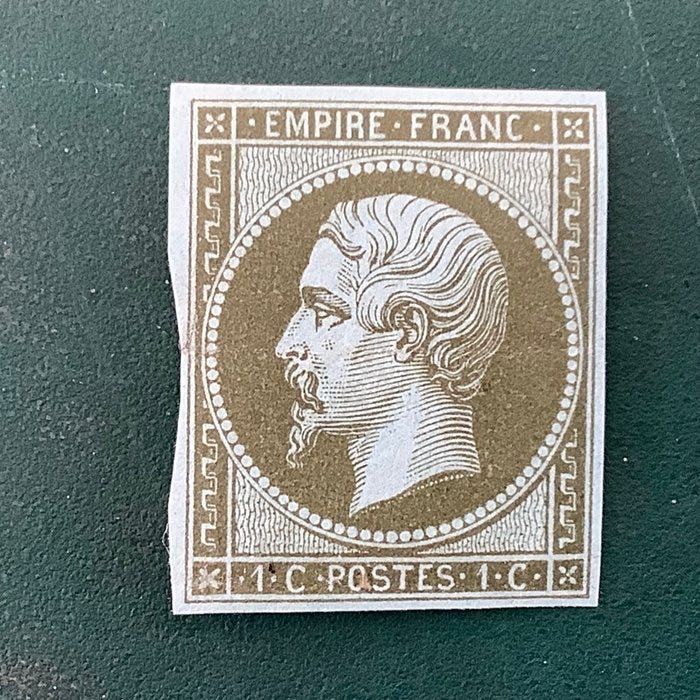 · EMPIRE · FRANC ·
· 1 · C · POSTES · 1 · C ·